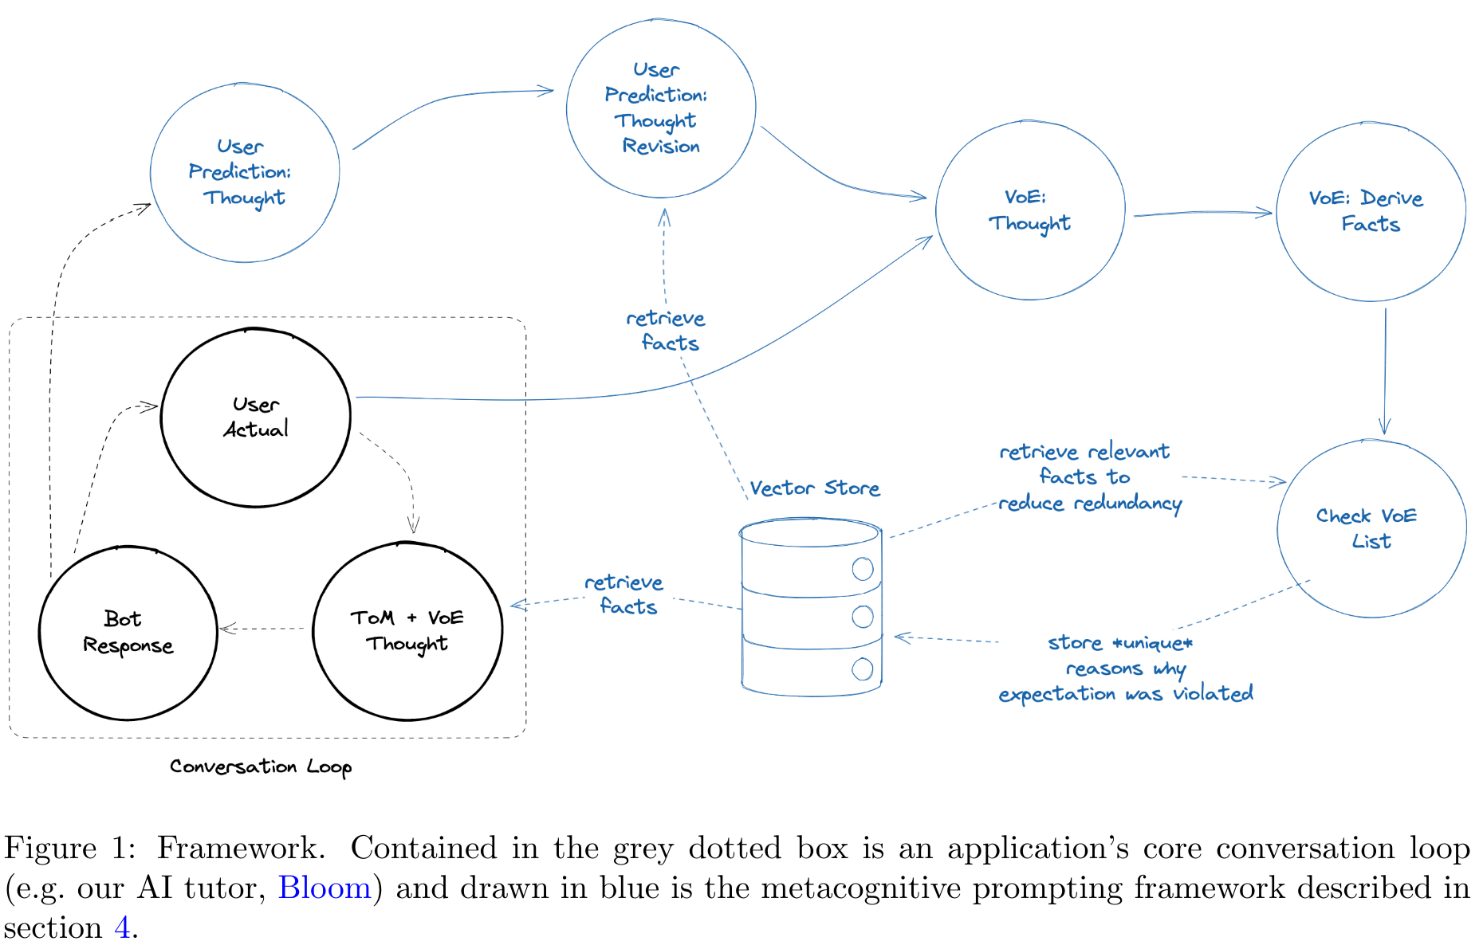 User
Prediction:
Thought
User
Prediction:
Thought
Revision
VoE:
Thought
VoE: Derive
Facts
retrieve
facts
User
Actual
retrieve relevant
facts to
reduce redundancy
Vector Store
Check VoE
List
retrieve
facts
Bot
Response
ToM + VoE
Thought
store *unique*
reasons why
expectation was violated
Conversation Loop
Figure 1: Framework. Contained in the grey dotted box is an application's core conversation loop
(e.g. our AI tutor, Bloom) and drawn in blue is the metacognitive prompting framework described in
section 4.